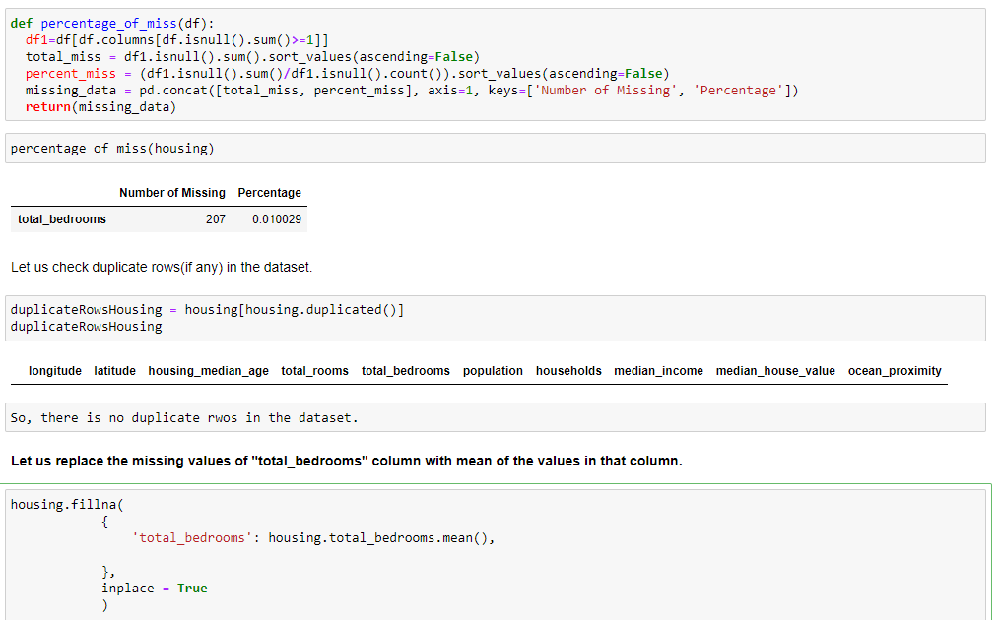 def percentage_of_miss(df):
  df1=df[df.columns[df.isnull().sum()>=1]]
  total_miss = df1.isnull().sum().sort_values(ascending=False)
  percent_miss = (df1.isnull().sum()/df1.isnull().count()).sort_values(ascending=False)
  missing_data = pd.concat([total_miss, percent_miss], axis=1, keys=['Number of Missing', 'Percentage'])
  return(missing_data)
percentage_of_miss(housing)
Number of Missing Percentage
total_bedrooms 207 0.010029
Let us check duplicate rows(if any) in the dataset.
duplicateRowsHousing = housing[housing.duplicated()]
duplicateRowsHousing
longitude latitude housing_median_age total_rooms total_bedrooms population households median_income median_house_value ocean_proximity
So, there is no duplicate rwos in the dataset.
Let us replace the missing values of "total_bedrooms" column with mean of the values in that column.
housing.fillna(
            {
                'total_bedrooms': housing.total_bedrooms.mean(),
            },
            inplace = True
            )